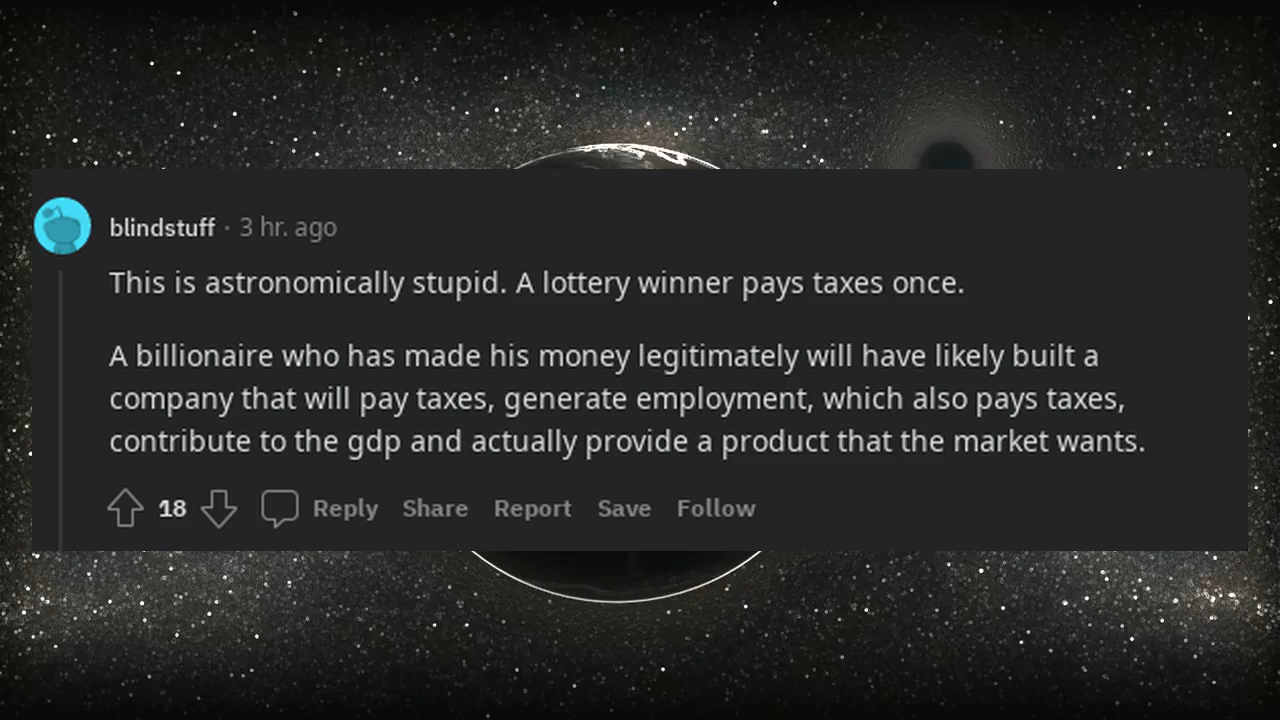 blindstuff · 3 hr. ago
This is astronomically stupid. A lottery winner pays taxes once.
A billionaire who has made his money legitimately will have likely built a
company that will pay taxes, generate employment, which also pays taxes,
contribute to the gdp and actually provide a product that the market wants.
18 Reply Share Report Save Follow